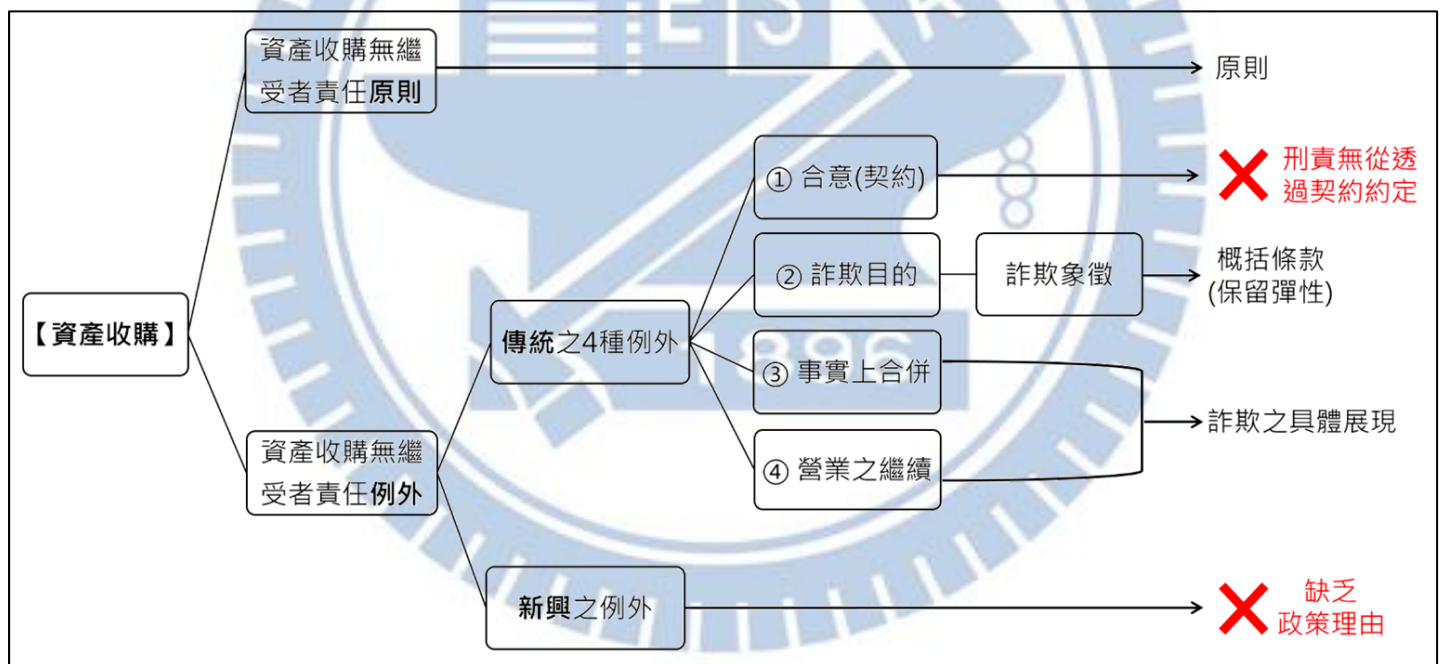 資產收購無繼
受者責任原則
原則
① 合意(契約)
刑責無從透
過契約約定
② 詐欺目的
詐欺象徵
概括條款
(保留彈性)
【資產收購】
傳統之4種例外
1896
③ 事實上合併
詐欺之具體展現
資產收購無繼
受者責任例外
④ 營業之繼續
新興之例外
缺乏
政策理由